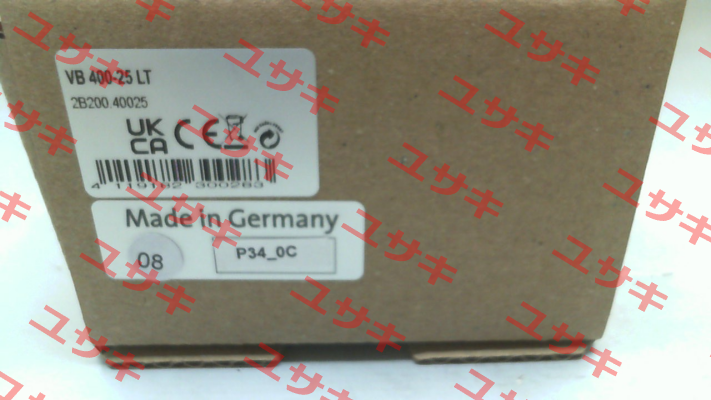 VB 400-25 LT
2B200.40025
UK
CA CE
4 119182 300283
Made in Germany
08
P34_0C
ユサキ